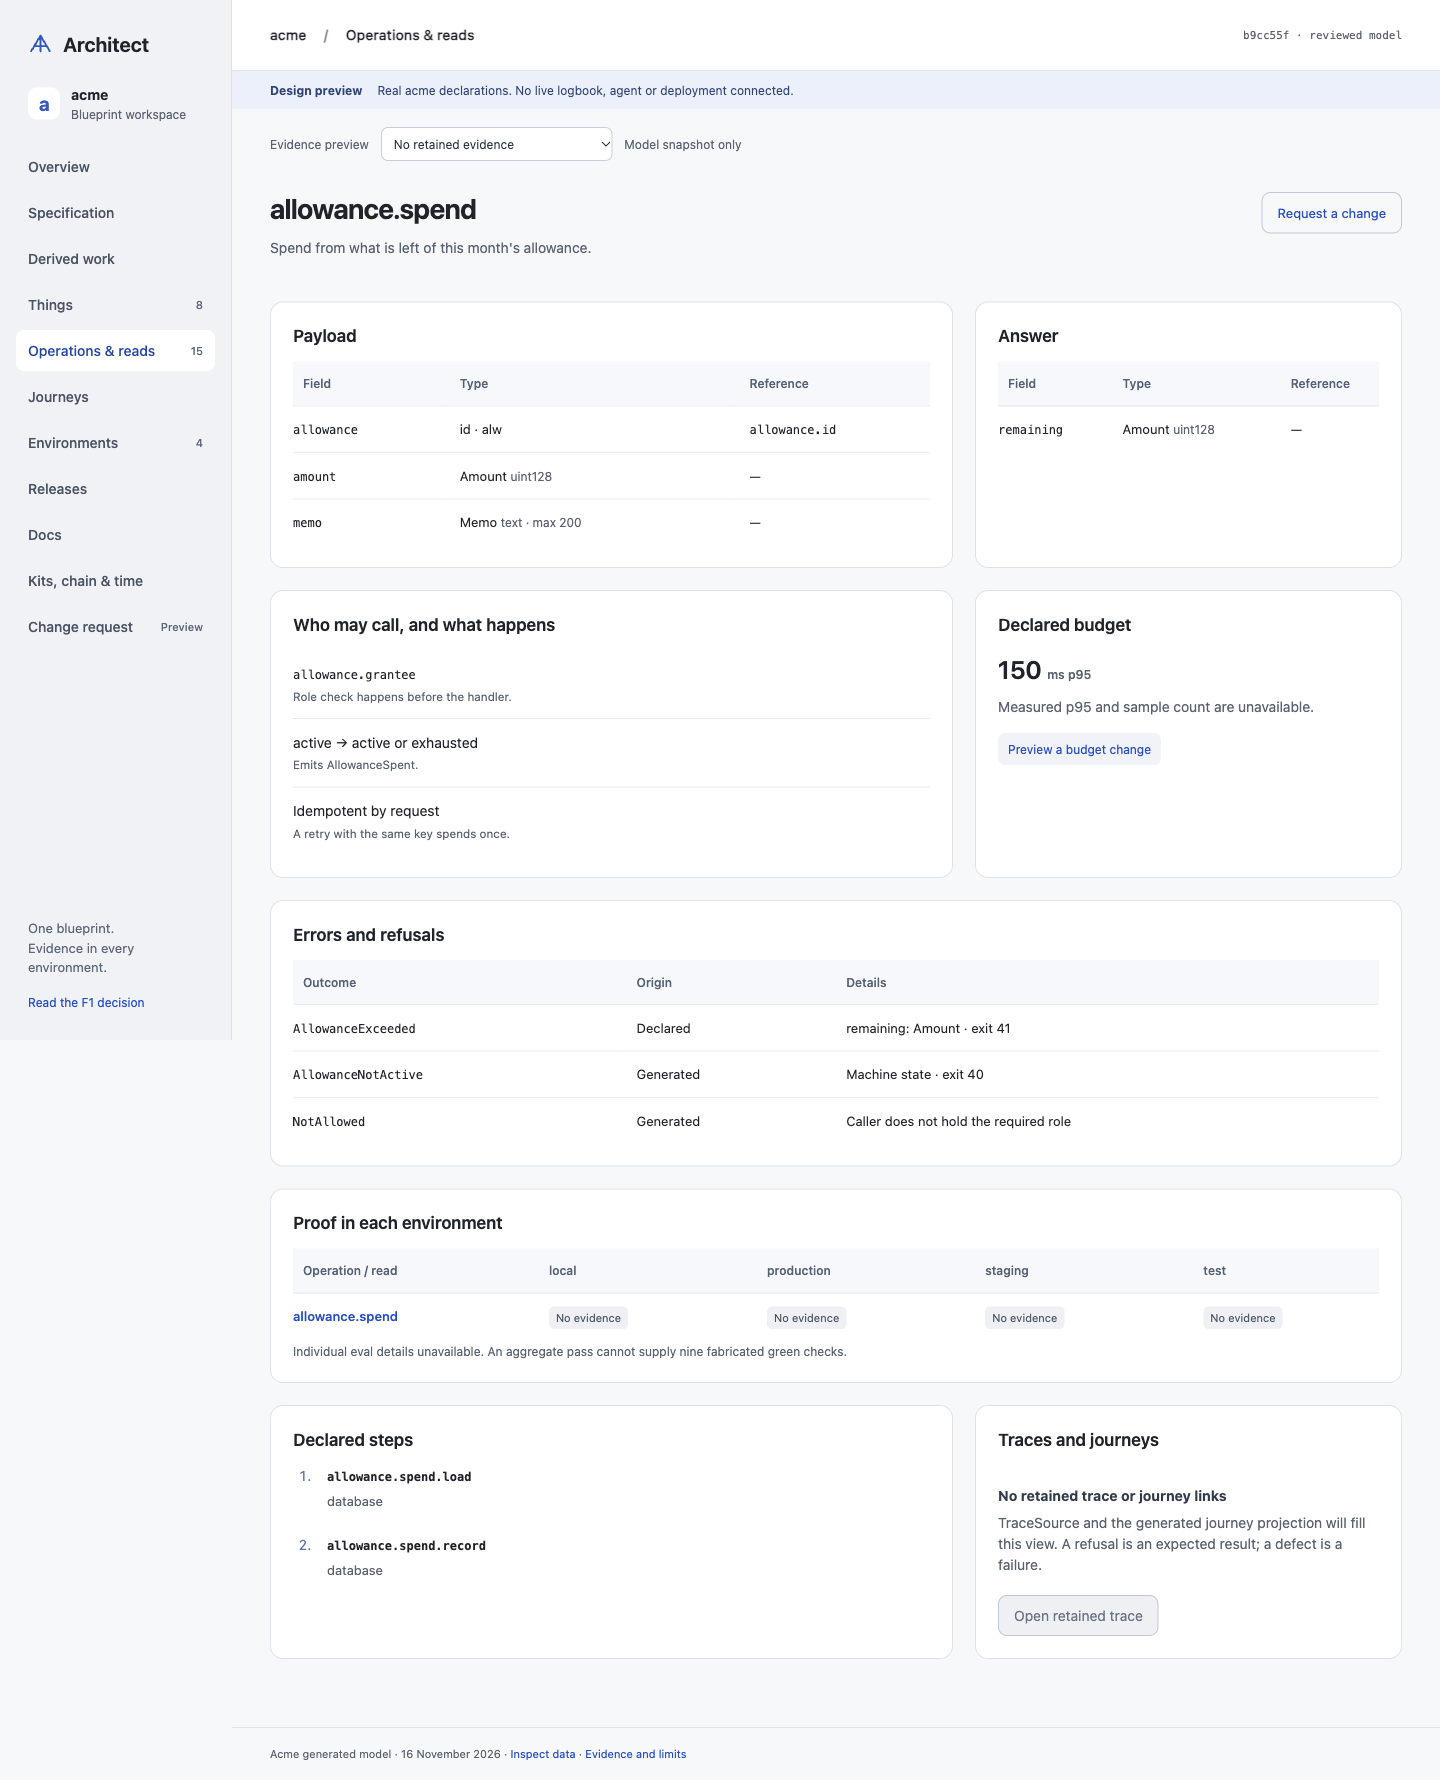 Architect
a
acme
Blueprint workspace
Overview
Specification
Derived work
Things 8
Operations & reads 15
Journeys
Environments 4
Releases
Docs
Kits, chain & time
Change request Preview
One blueprint.
Evidence in every
environment.
Read the F1 decision
acme / Operations & reads
b9cc55f · reviewed model
Design preview Real acme declarations. No live logbook, agent or deployment connected.
Evidence preview No retained evidence Model snapshot only
allowance.spend
Request a change
Spend from what is left of this month's allowance.
Payload
Field Type Reference
allowance id · alw allowance.id
amount Amount uint128 —
memo Memo text · max 200 —
Answer
Field Type Reference
remaining Amount uint128 —
Who may call, and what happens
allowance.grantee
Role check happens before the handler.
active → active or exhausted
Emits AllowanceSpent.
Idempotent by request
A retry with the same key spends once.
Declared budget
150 ms p95
Measured p95 and sample count are unavailable.
Preview a budget change
Errors and refusals
Outcome Origin Details
AllowanceExceeded Declared remaining: Amount · exit 41
AllowanceNotActive Generated Machine state · exit 40
NotAllowed Generated Caller does not hold the required role
Proof in each environment
Operation / read local production staging test
allowance.spend No evidence No evidence No evidence No evidence
Individual eval details unavailable. An aggregate pass cannot supply nine fabricated green checks.
Declared steps
1. allowance.spend.load
database
2. allowance.spend.record
database
Traces and journeys
No retained trace or journey links
TraceSource and the generated journey projection will fill
this view. A refusal is an expected result; a defect is a
failure.
Open retained trace
Acme generated model · 16 November 2026 · Inspect data · Evidence and limits